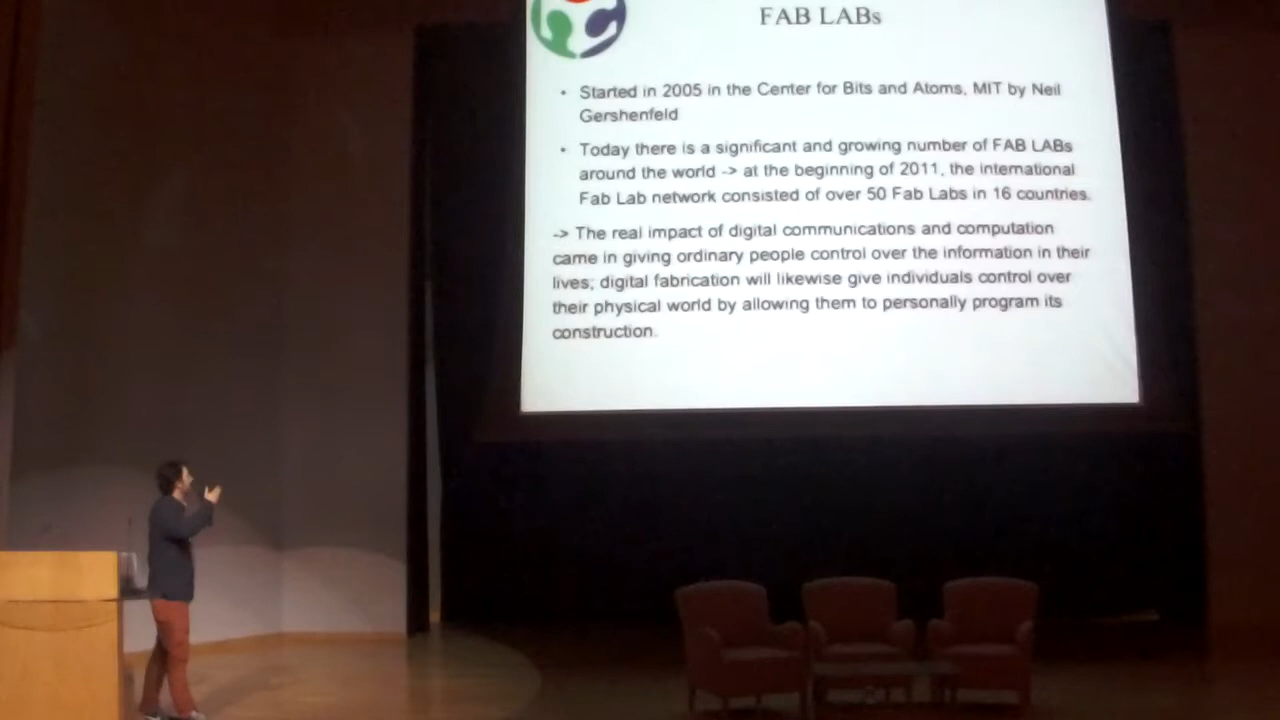 FAB LABs
• Started in 2005 in the Center for Bits and Atoms, MIT by Neil
Gershenfeld
• Today there is a significant and growing number of FAB LABs
around the world -> at the beginning of 2011, the international
Fab Lab network consisted of over 50 Fab Labs in 16 countries.
-> The real impact of digital communications and computation
came in giving ordinary people control over the information in their
lives; digital fabrication will likewise give individuals control over
their physical world by allowing them to personally program its
construction.